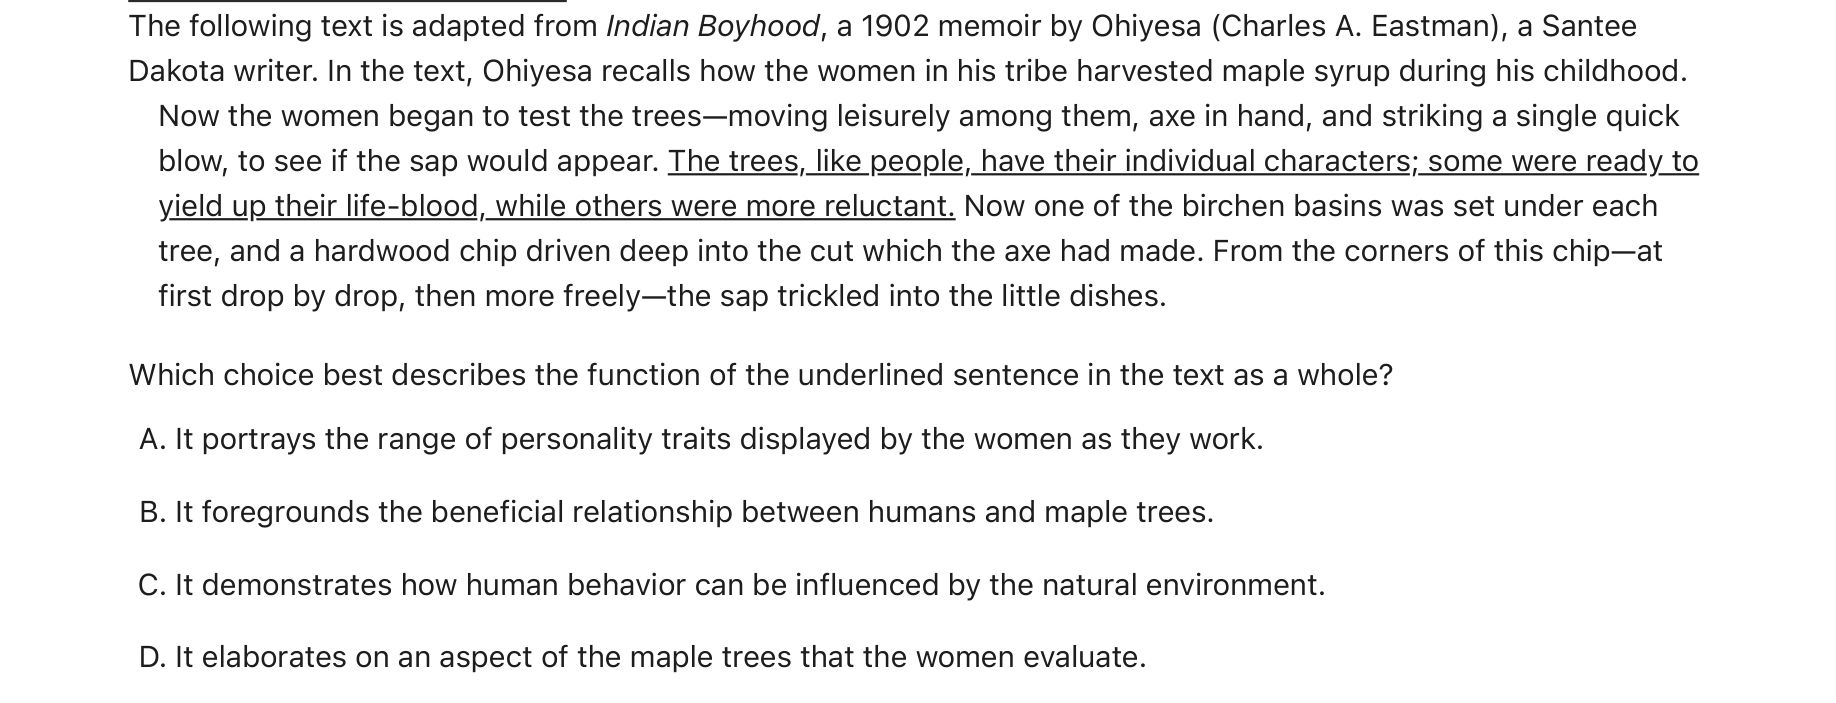 The following text is adapted from Indian Boyhood, a 1902 memoir by Ohiyesa (Charles A. Eastman), a Santee
Dakota writer. In the text, Ohiyesa recalls how the women in his tribe harvested maple syrup during his childhood.
Now the women began to test the trees—moving leisurely among them, axe in hand, and striking a single quick
blow, to see if the sap would appear. The trees, like people, have their individual characters; some were ready to
yield up their life-blood, while others were more reluctant. Now one of the birchen basins was set under each
tree, and a hardwood chip driven deep into the cut which the axe had made. From the corners of this chip—at
first drop by drop, then more freely—the sap trickled into the little dishes.
Which choice best describes the function of the underlined sentence in the text as a whole?
A. It portrays the range of personality traits displayed by the women as they work.
B. It foregrounds the beneficial relationship between humans and maple trees.
C. It demonstrates how human behavior can be influenced by the natural environment.
D. It elaborates on an aspect of the maple trees that the women evaluate.